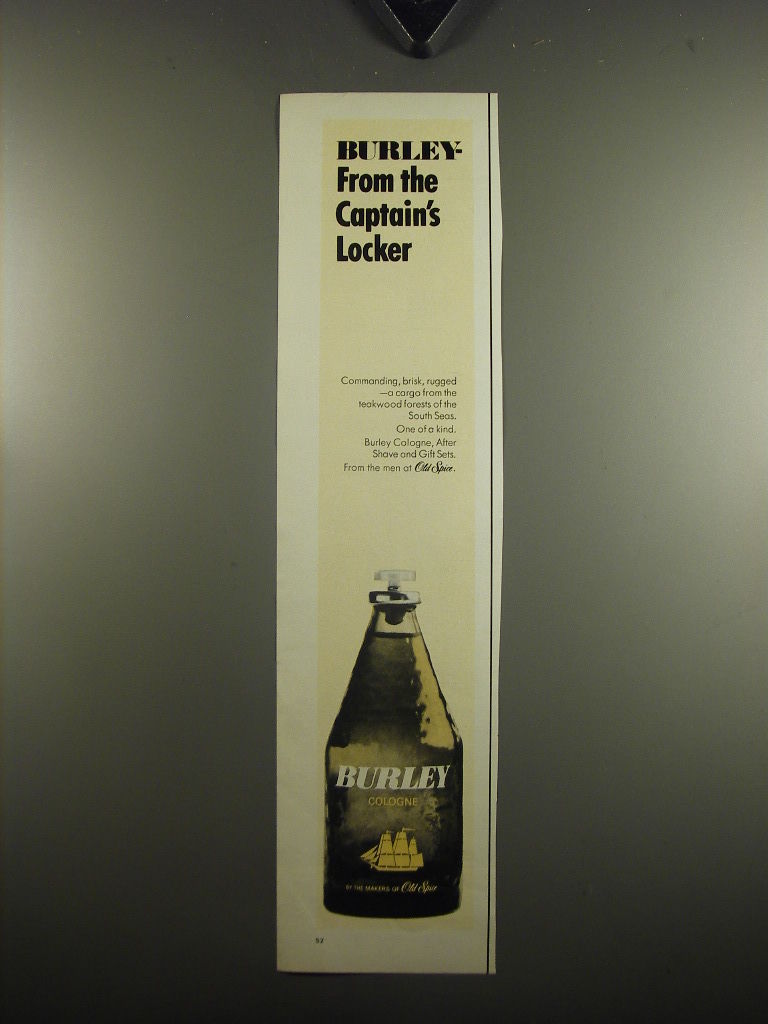 BURLEY-
From the
Captain's
Locker
Commanding, brisk, rugged
—a cargo from the
teakwood forests of the
South Seas.
One of a kind.
Burley Cologne, After
Shave and Gift Sets.
From the men at Old Spice.
BURLEY
COLOGNE
BY THE MAKERS OF Old Spice
52